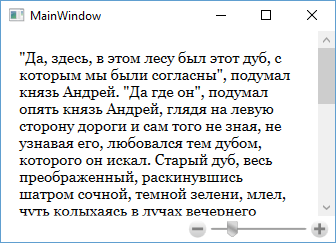 MainWindow
"Да, здесь, в этом лесу был этот дуб, с
которым мы были согласны", подумал
князь Андрей. "Да где он", подумал
опять князь Андрей, глядя на левую
сторону дороги и сам того не зная, не
узнавая его, любовался тем дубом,
которого он искал. Старый дуб, весь
преображенный, раскинувшись
шатром сочной, темной зелени, млел,
чуть колыхаясь в лучах вечернего